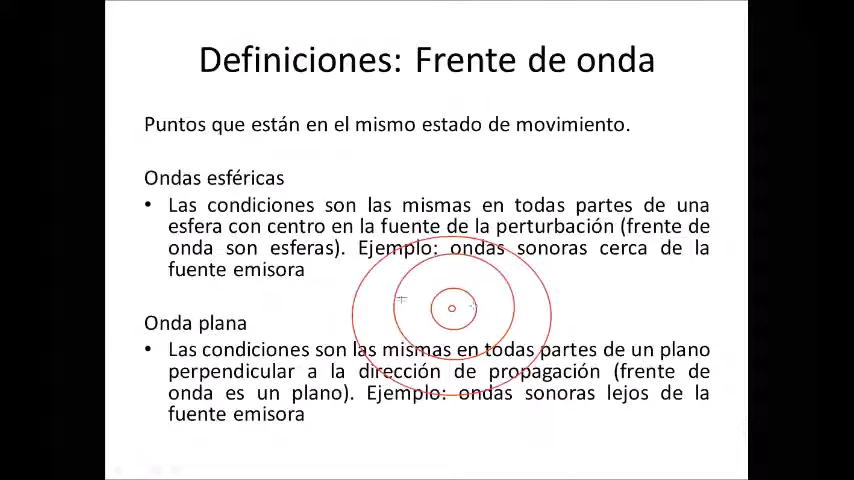 Definiciones: Frente de onda
Puntos que están en el mismo estado de movimiento.
Ondas esféricas
• Las condiciones son las mismas en todas partes de una
esfera con centro en la fuente de la perturbación (frente de
onda son esferas). Ejemplo: ondas sonoras cerca de la
fuente emisora
Onda plana
• Las condiciones son las mismas en todas partes de un plano
perpendicular a la dirección de propagación (frente de
onda es un plano). Ejemplo: ondas sonoras lejos de la
fuente emisora